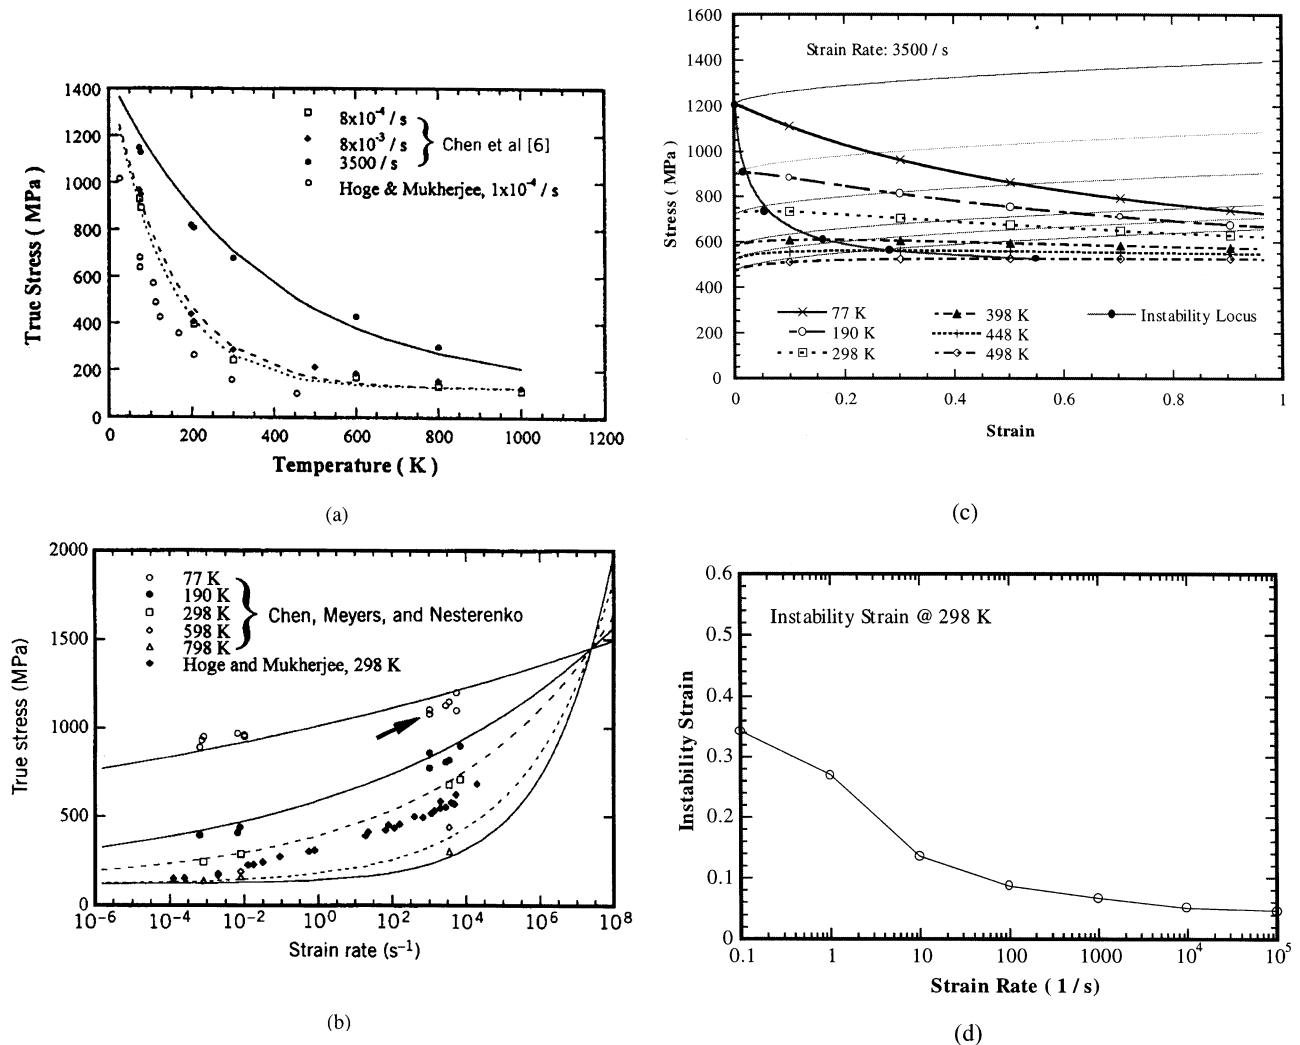 1400
1200
1000
800
600
400
200
0
True Stress ( MPa)
8x10⁻⁴ / s
8x10⁻³ / s
3500 / s
Chen et al [6]
Hoge & Mukherjee, 1x10⁻⁴ / s
0 200 400 600 800 1000 1200
Temperature ( K )
(a)
1600
1400
1200
1000
800
600
400
200
0
Stress ( MPa )
Strain Rate: 3500 / s
77 K
190 K
298 K
398 K
448 K
498 K
Instability Locus
0 0.2 0.4 0.6 0.8 1
Strain
(c)
2000
1500
1000
500
0
True stress (MPa)
77 K
190 K
298 K
598 K
798 K
Chen, Meyers, and Nesterenko
Hoge and Mukherjee, 298 K
10⁻⁶ 10⁻⁴ 10⁻² 10⁰ 10² 10⁴ 10⁶ 10⁸
Strain rate (s⁻¹)
(b)
0.6
0.5
0.4
0.3
0.2
0.1
0
Instability Strain
Instability Strain @ 298 K
0.1 1 10 100 1000 10⁴ 10⁵
Strain Rate ( 1 / s)
(d)